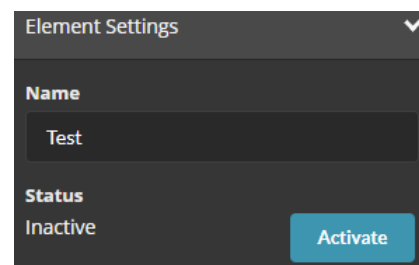 Element Settings
Name
Test
Status
Inactive
Activate